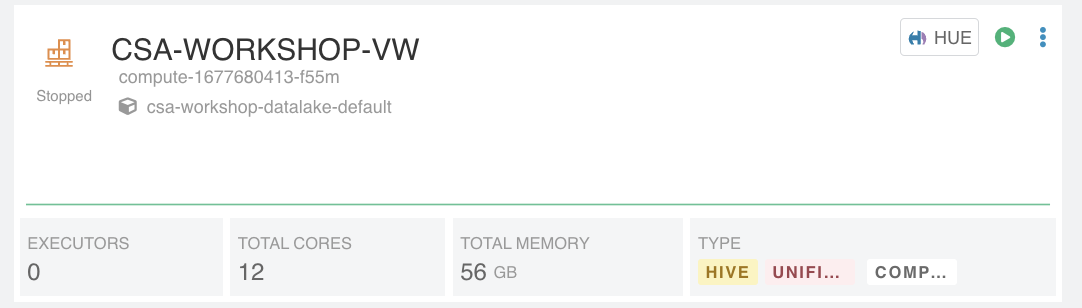 CSA-WORKSHOP-VW
HUE
compute-1677680413-f55m
Stopped
csa-workshop-datalake-default
EXECUTORS
0
TOTAL CORES
12
TOTAL MEMORY
56 GB
TYPE
HIVE UNIFI... COMP...